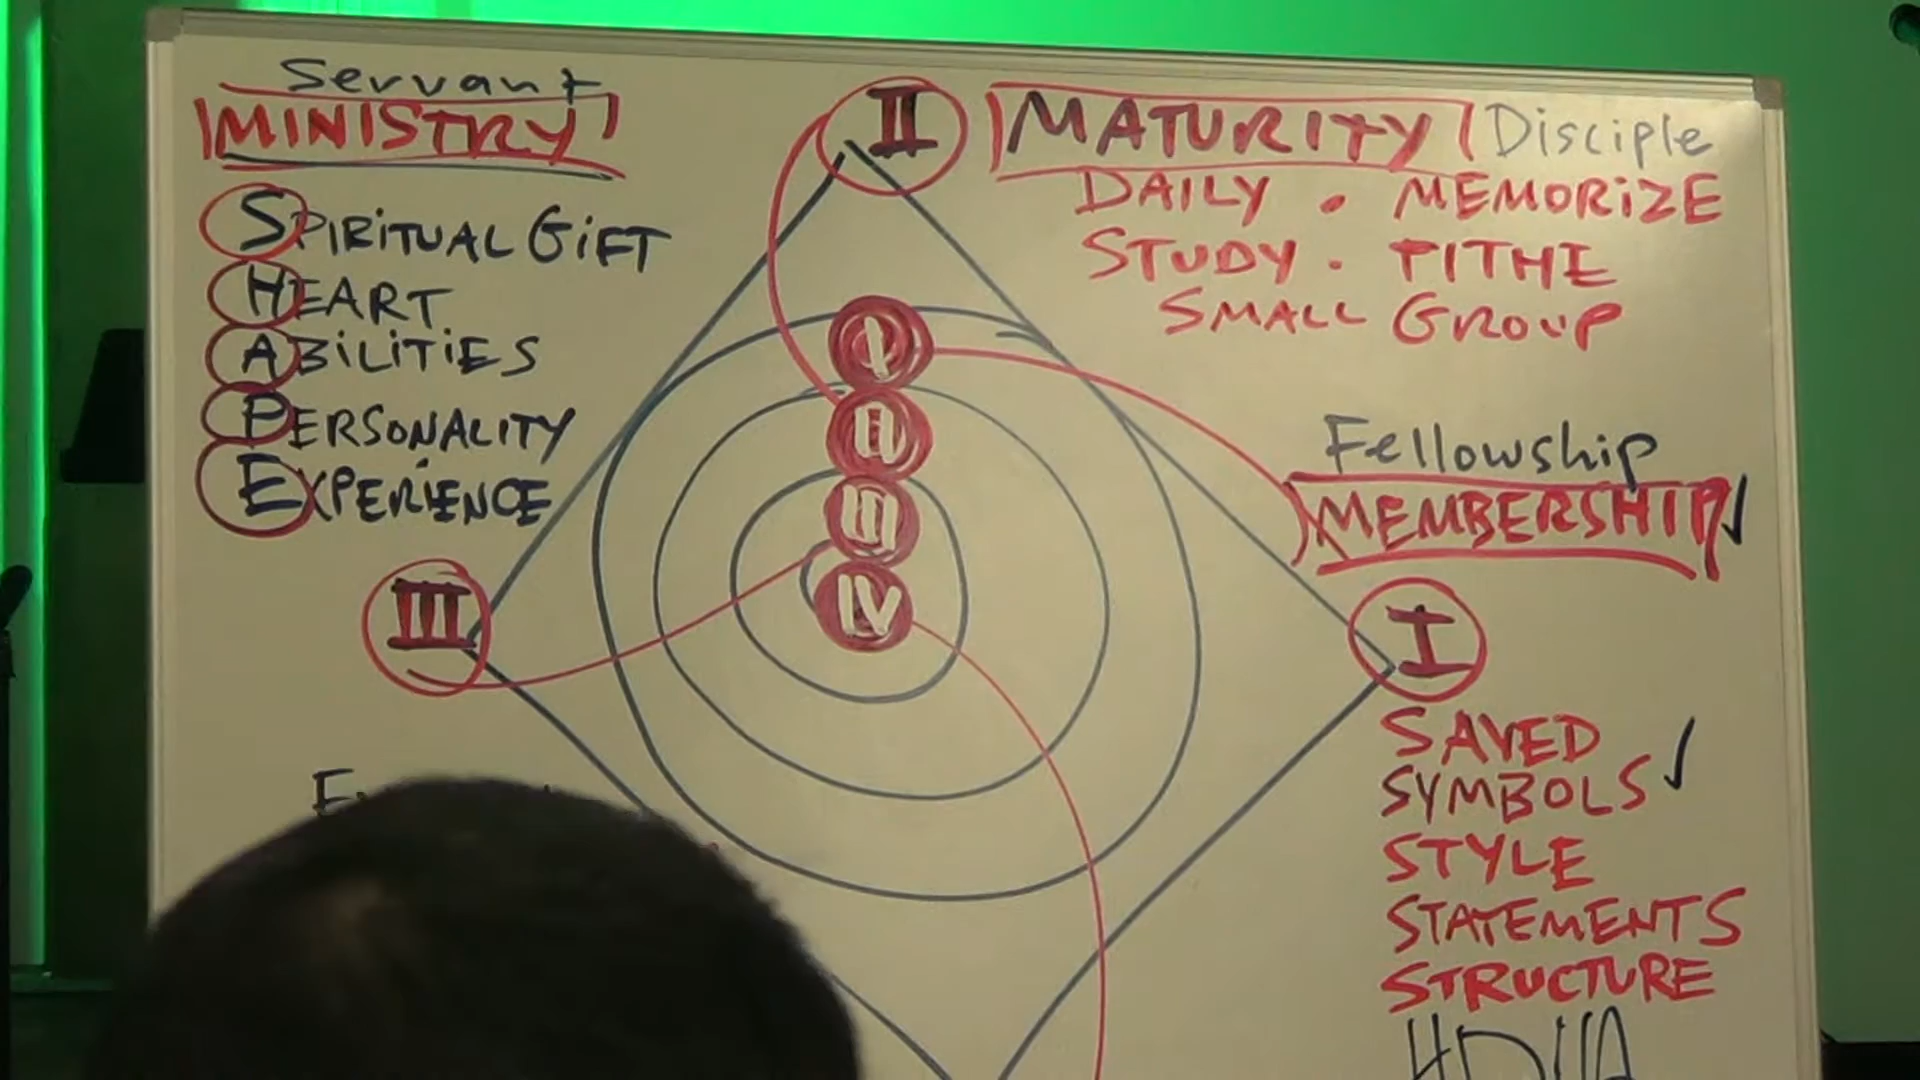 Servant
MINISTRY
SPIRITUAL GIFT
HEART
ABILITIES
PERSONALITY
EXPERIENCE
II
MATURITY Disciple
DAILY . MEMORIZE
STUDY . TITHE
SMALL GROUP
I
II
III
IV
III
Fellowship
MEMBERSHIP
I
SAVED
SYMBOLS
STYLE
STATEMENTS
STRUCTURE